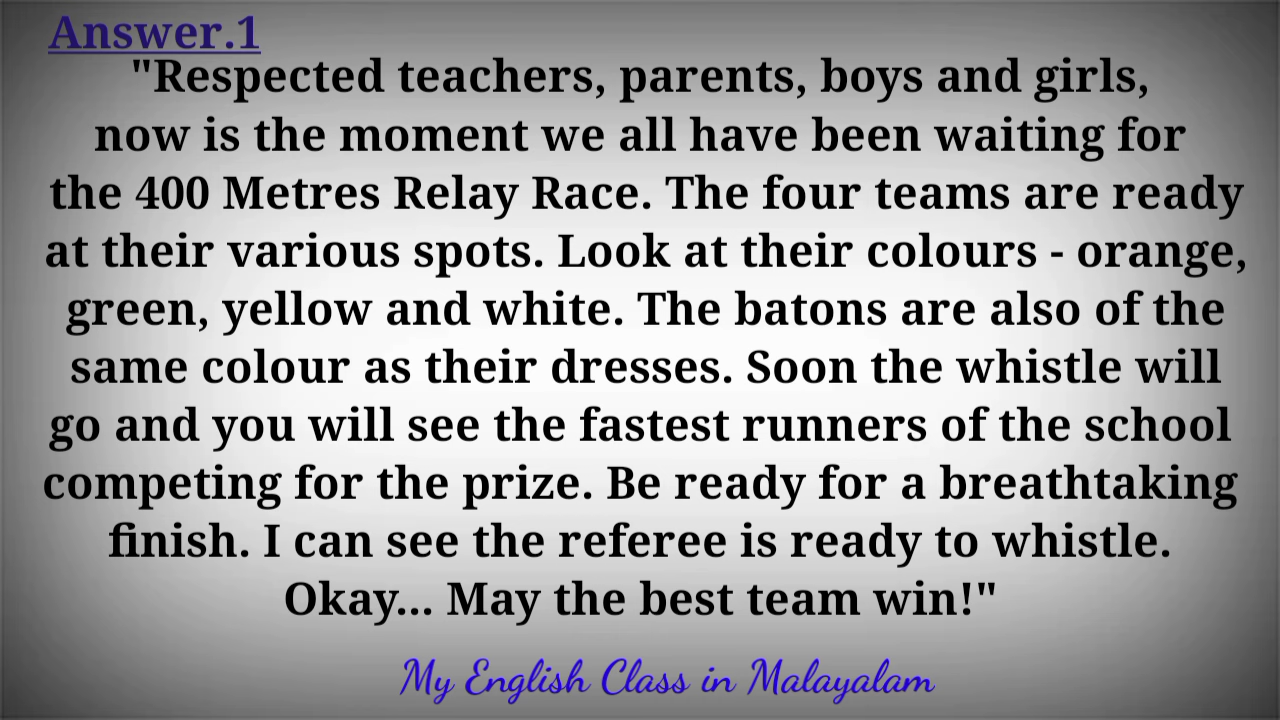 Answer.1
"Respected teachers, parents, boys and girls,
now is the moment we all have been waiting for
the 400 Metres Relay Race. The four teams are ready
at their various spots. Look at their colours - orange,
green, yellow and white. The batons are also of the
same colour as their dresses. Soon the whistle will
go and you will see the fastest runners of the school
competing for the prize. Be ready for a breathtaking
finish. I can see the referee is ready to whistle.
Okay... May the best team win!"
My English Class in Malayalam